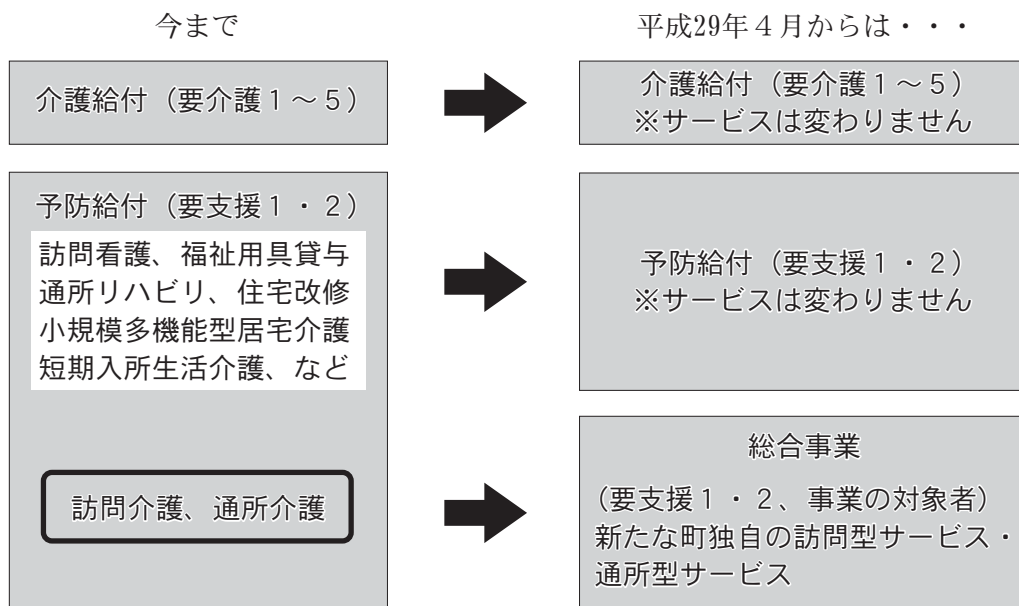 今まで
平成29年４月からは・・・
介護給付（要介護１～５）
介護給付（要介護１～５）
※サービスは変わりません
予防給付（要支援１・２）
訪問看護、福祉用具貸与
通所リハビリ、住宅改修
小規模多機能型居宅介護
短期入所生活介護、など
予防給付（要支援１・２）
※サービスは変わりません
訪問介護、通所介護
総合事業
（要支援１・２、事業の対象者）
新たな町独自の訪問型サービス・
通所型サービス